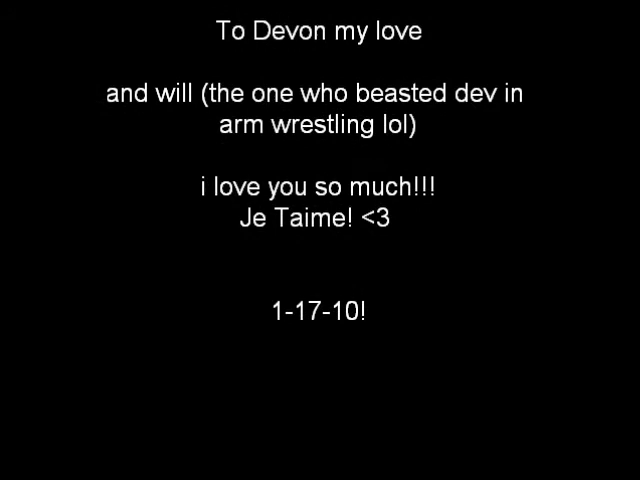 To Devon my love
and will (the one who beasted dev in
arm wrestling lol)
i love you so much!!!
Je Taime! <3
1-17-10!